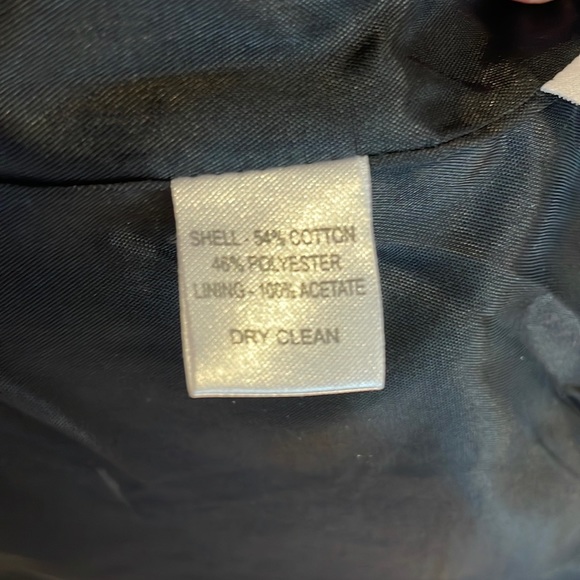 SHELL - 54% COTTON
46% POLYESTER
LINING - 100% ACETATE
DRY CLEAN